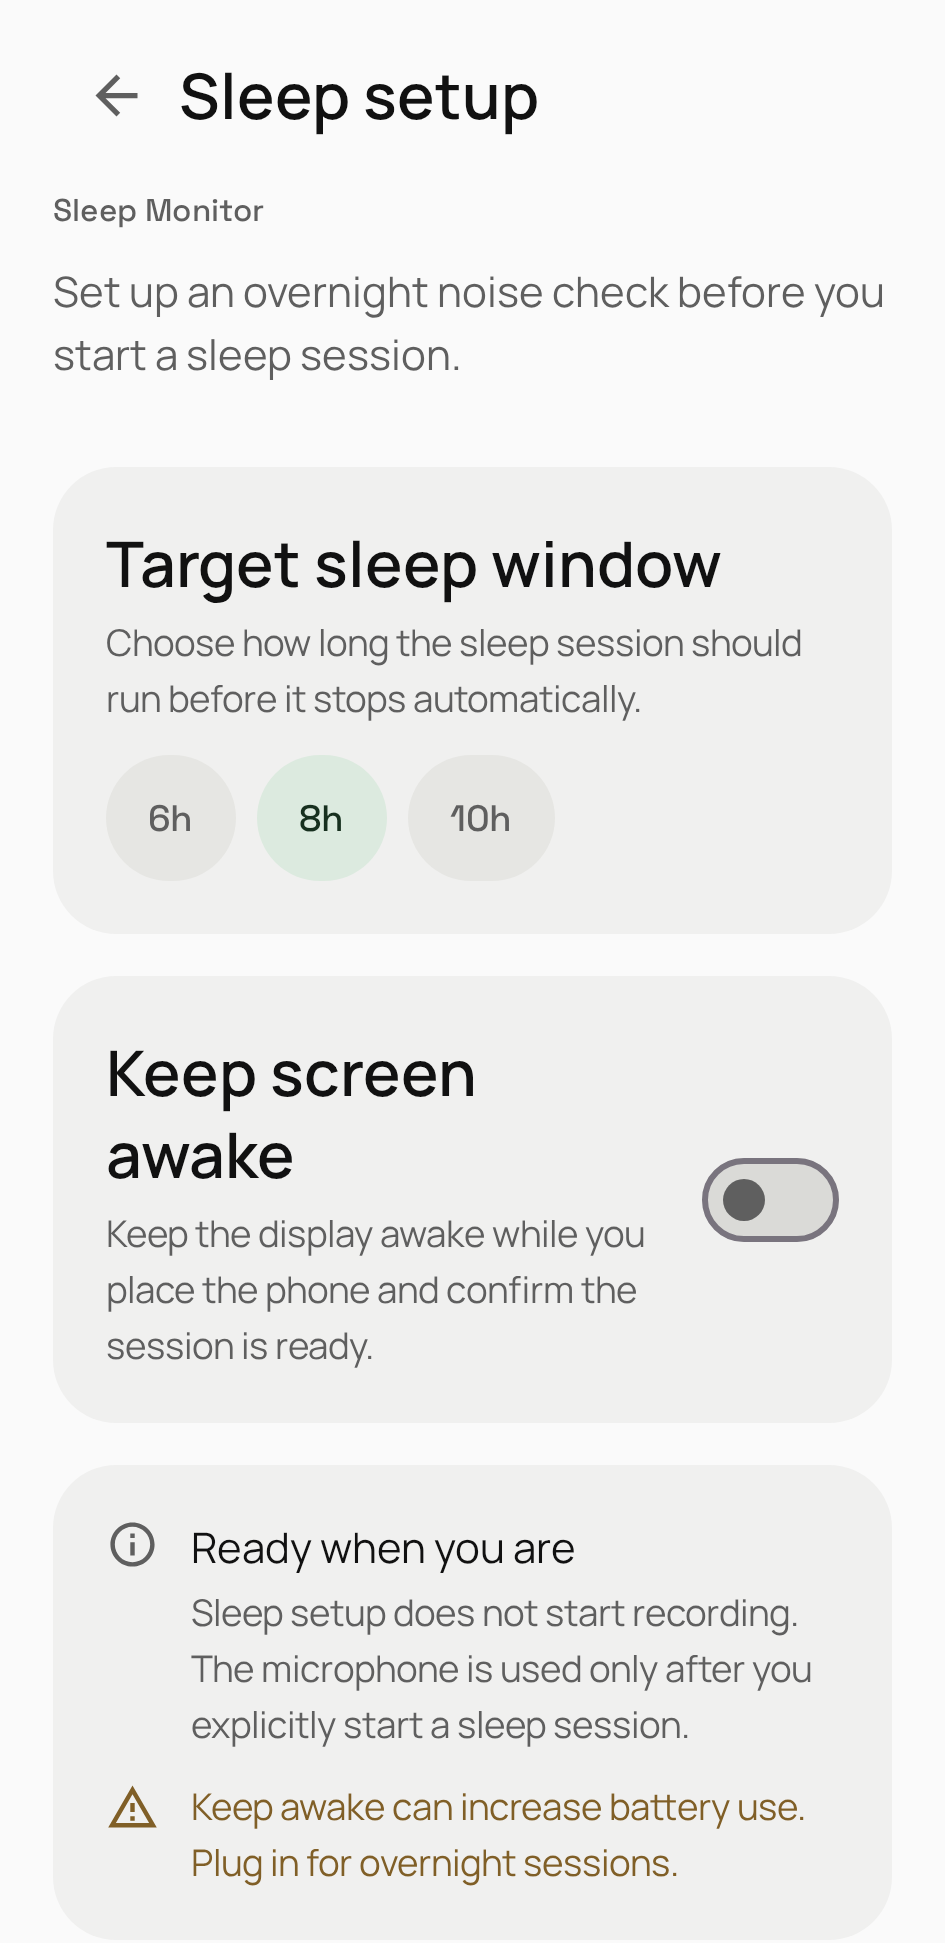 Sleep setup
Sleep Monitor
Set up an overnight noise check before you
start a sleep session.
Target sleep window
Choose how long the sleep session should
run before it stops automatically.
6h 8h 10h
Keep screen
awake
Keep the display awake while you
place the phone and confirm the
session is ready.
Ready when you are
Sleep setup does not start recording.
The microphone is used only after you
explicitly start a sleep session.
Keep awake can increase battery use.
Plug in for overnight sessions.